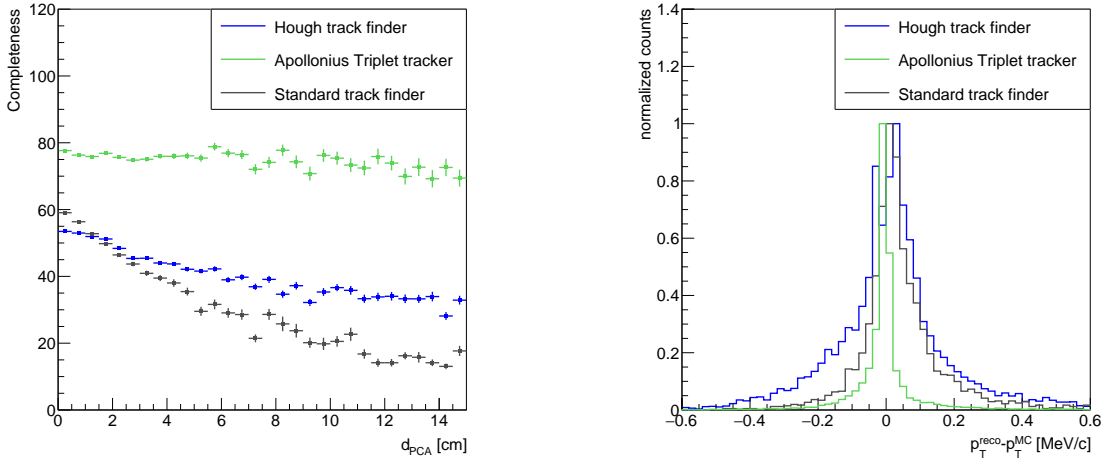 Completeness
120
100
80
60
40
20
0
0 2 4 6 8 10 12 14
d_PCA [cm]
Hough track finder
Apollonius Triplet tracker
Standard track finder
normalized counts
1.4
1.2
1
0.8
0.6
0.4
0.2
0
−0.6 −0.4 −0.2 0 0.2 0.4 0.6
p_T^reco-p_T^MC [MeV/c]
Hough track finder
Apollonius Triplet tracker
Standard track finder